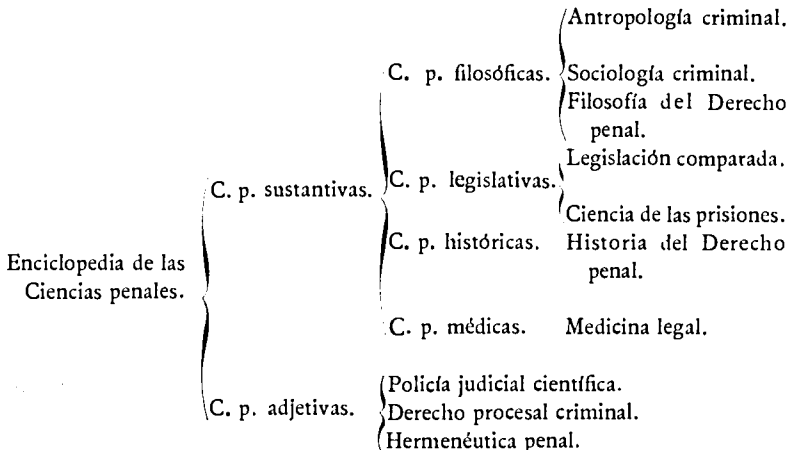 Enciclopedia de las
Ciencias penales.
C. p. sustantivas.
C. p. filosóficas.
Antropología criminal.
Sociología criminal.
Filosofía del Derecho
penal.
C. p. legislativas.
Legislación comparada.
Ciencia de las prisiones.
C. p. históricas.
Historia del Derecho
penal.
C. p. médicas.
Medicina legal.
C. p. adjetivas.
Policía judicial científica.
Derecho procesal criminal.
Hermenéutica penal.